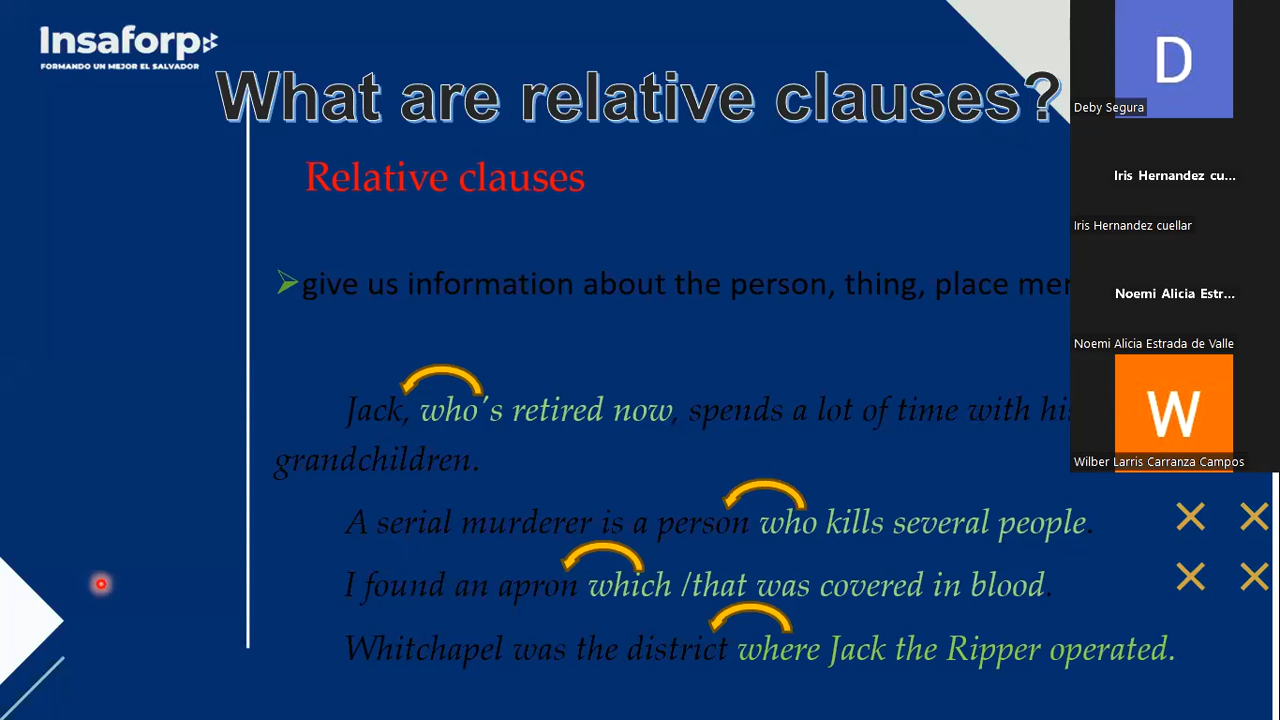 Insaforp
FORMANDO UN MEJOR EL SALVADOR
What are relative clauses?
Relative clauses
give us information about the person, thing, place
Jack, who's retired now, spends a lot of time with his
grandchildren.
A serial murderer is a person who kills several people.
I found an apron which /that was covered in blood.
Whitchapel was the district where Jack the Ripper operated.
D
Deby Segura
Iris Hernandez cu...
Iris Hernandez cuellar
Noemi Alicia Estr...
Noemi Alicia Estrada de Valle
W
Wilber Larris Carranza Campos